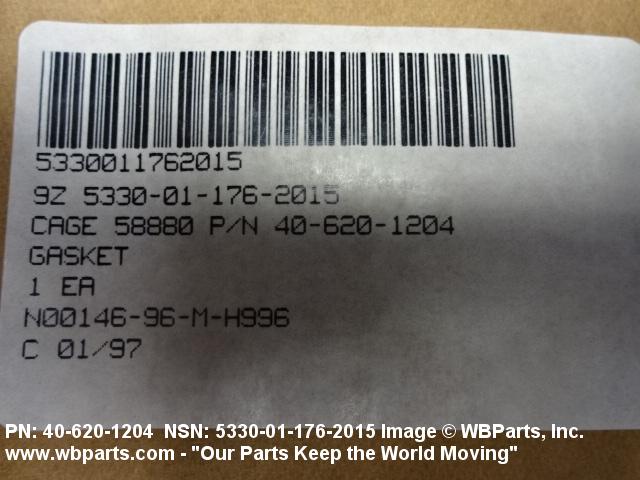 5330011762015
9Z 5330-01-176-2015
CAGE 58880 P/N 40-620-1204
GASKET
1 EA
N00146-96-M-H996
C 01/97
PN: 40-620-1204 NSN: 5330-01-176-2015 Image © WBParts, Inc.
www.wbparts.com - "Our Parts Keep the World Moving"